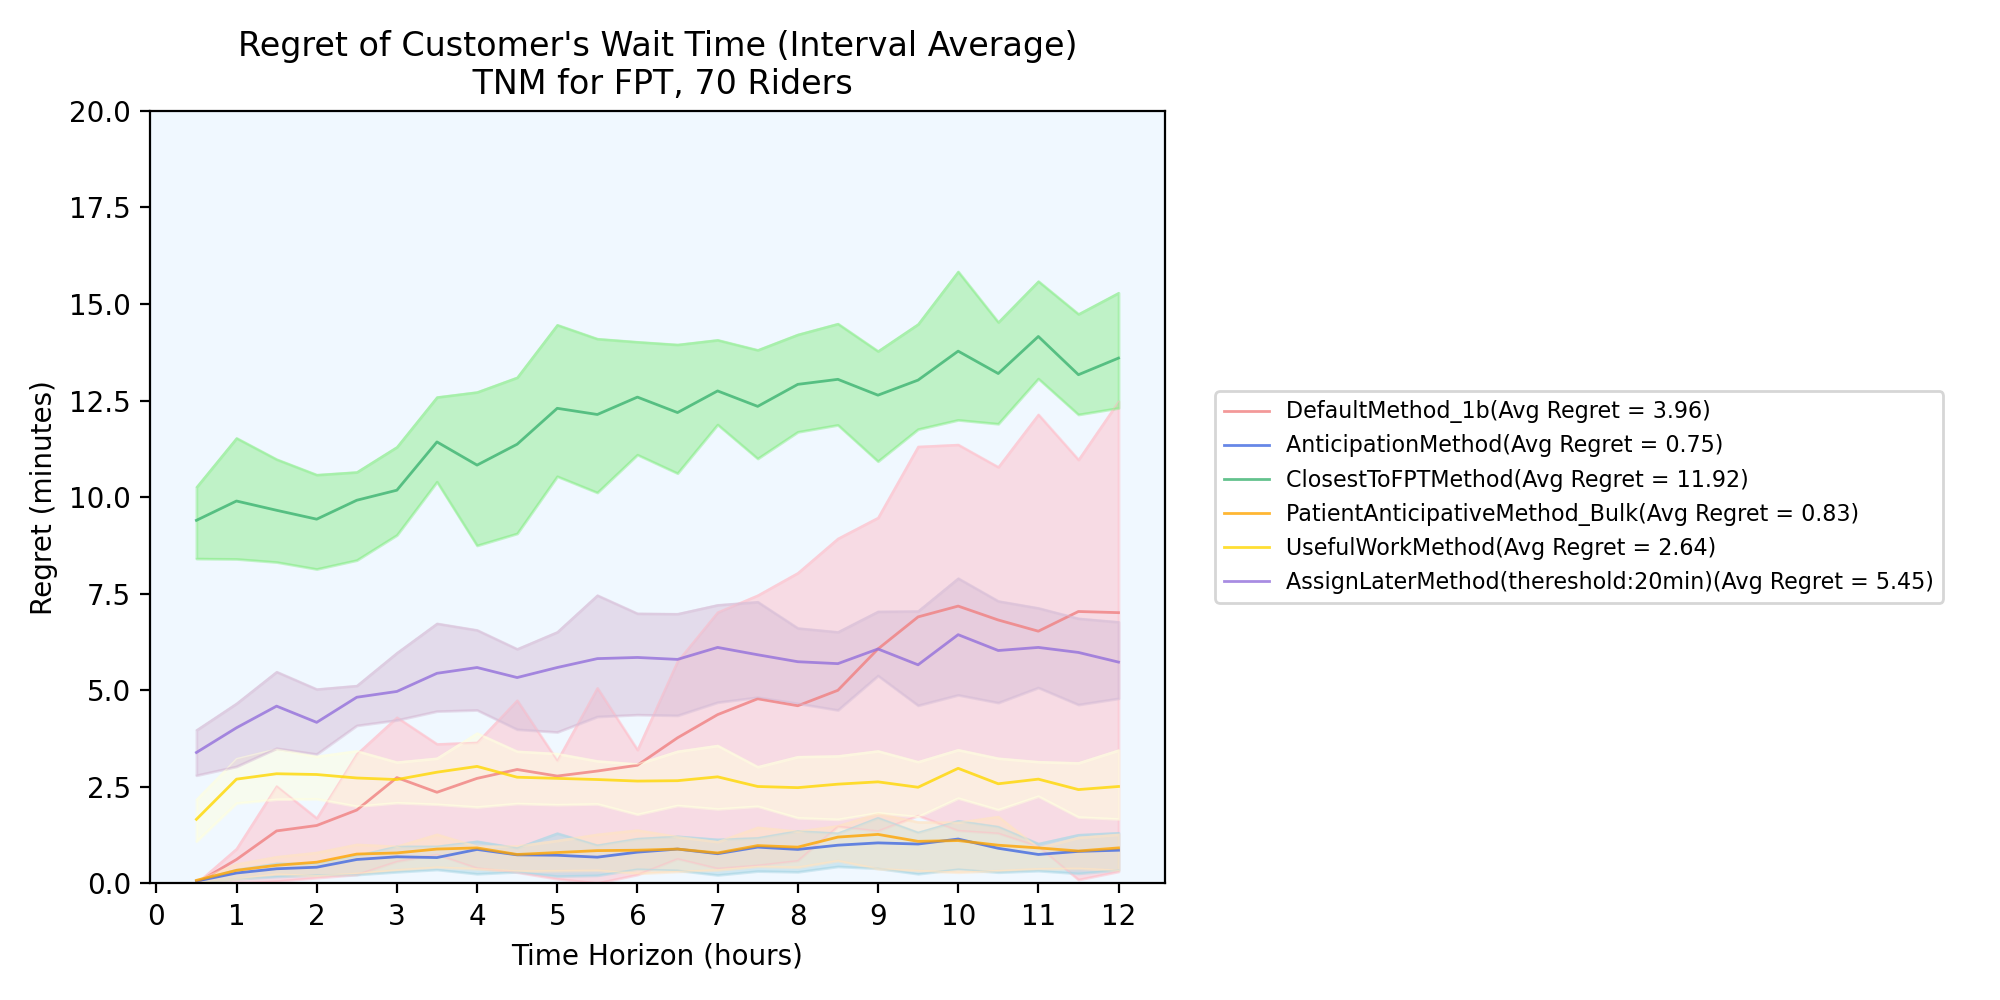 Regret of Customer's Wait Time (Interval Average)
TNM for FPT, 70 Riders
20.0
17.5
15.0
12.5
10.0
7.5
5.0
2.5
0.0
Regret (minutes)
0 1 2 3 4 5 6 7 8 9 10 11 12
Time Horizon (hours)
DefaultMethod_1b(Avg Regret = 3.96)
AnticipationMethod(Avg Regret = 0.75)
ClosestToFPTMethod(Avg Regret = 11.92)
PatientAnticipativeMethod_Bulk(Avg Regret = 0.83)
UsefulWorkMethod(Avg Regret = 2.64)
AssignLaterMethod(thereshold:20min)(Avg Regret = 5.45)